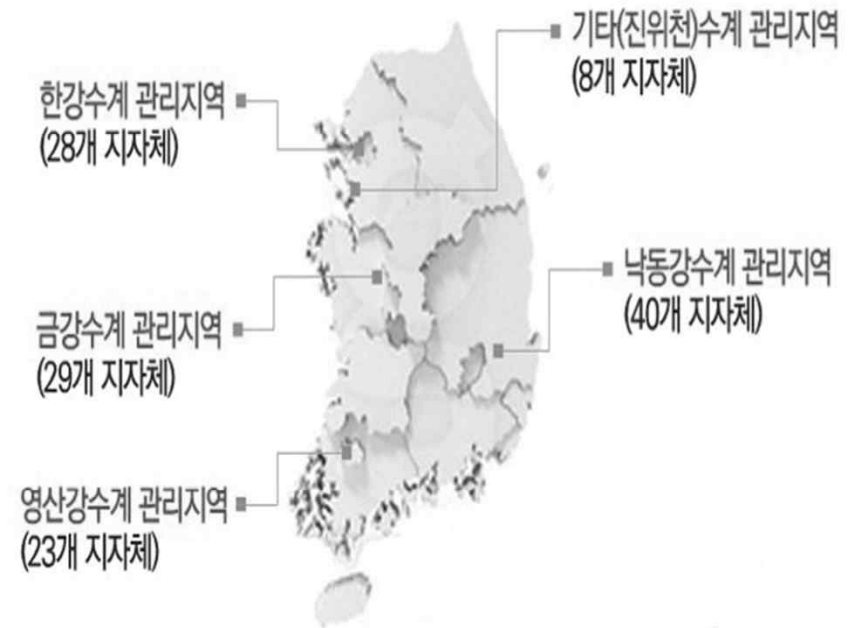 기타(진위천)수계 관리지역
(8개 지자체)
한강수계 관리지역
(28개 지자체)
낙동강수계 관리지역
(40개 지자체)
금강수계 관리지역
(29개 지자체)
영산강수계 관리지역
(23개 지자체)